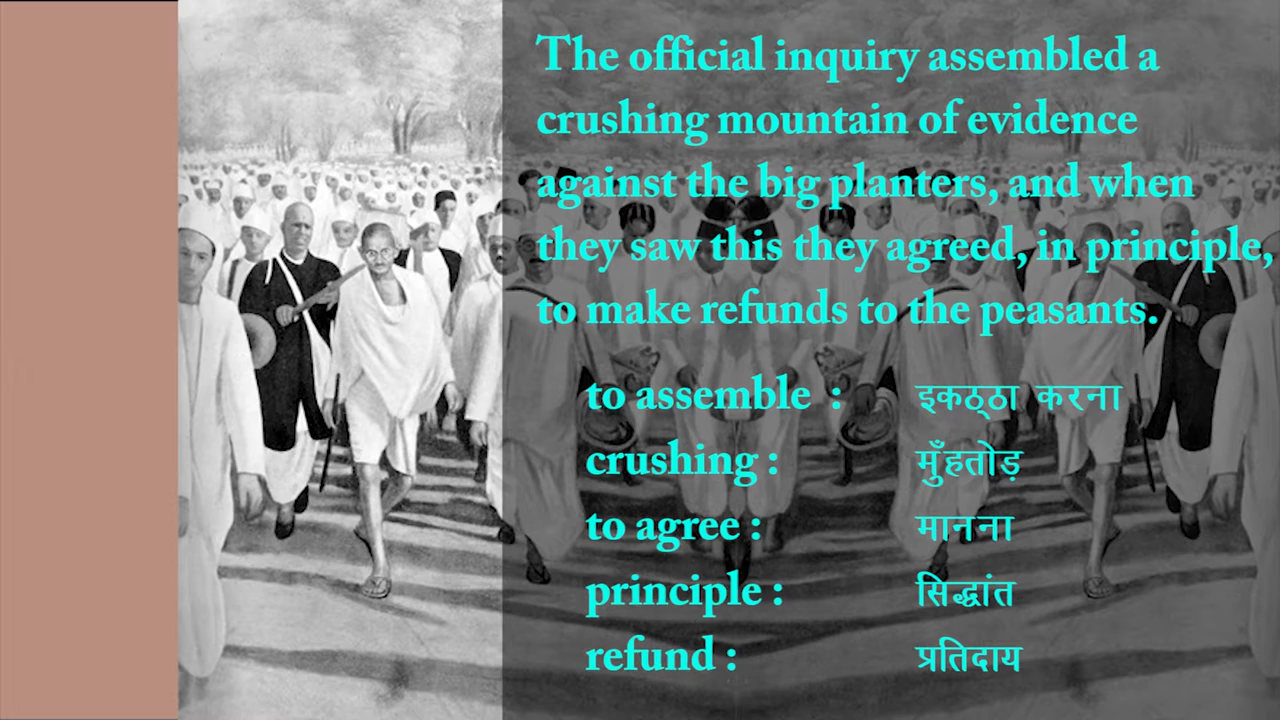 The official inquiry assembled a
crushing mountain of evidence
against the big planters, and when
they saw this they agreed, in principle,
to make refunds to the peasants.
to assemble : इकठ्ठा करना
crushing : मुँहतोड़
to agree : मानना
principle : सिद्धांत
refund : प्रतिदाय